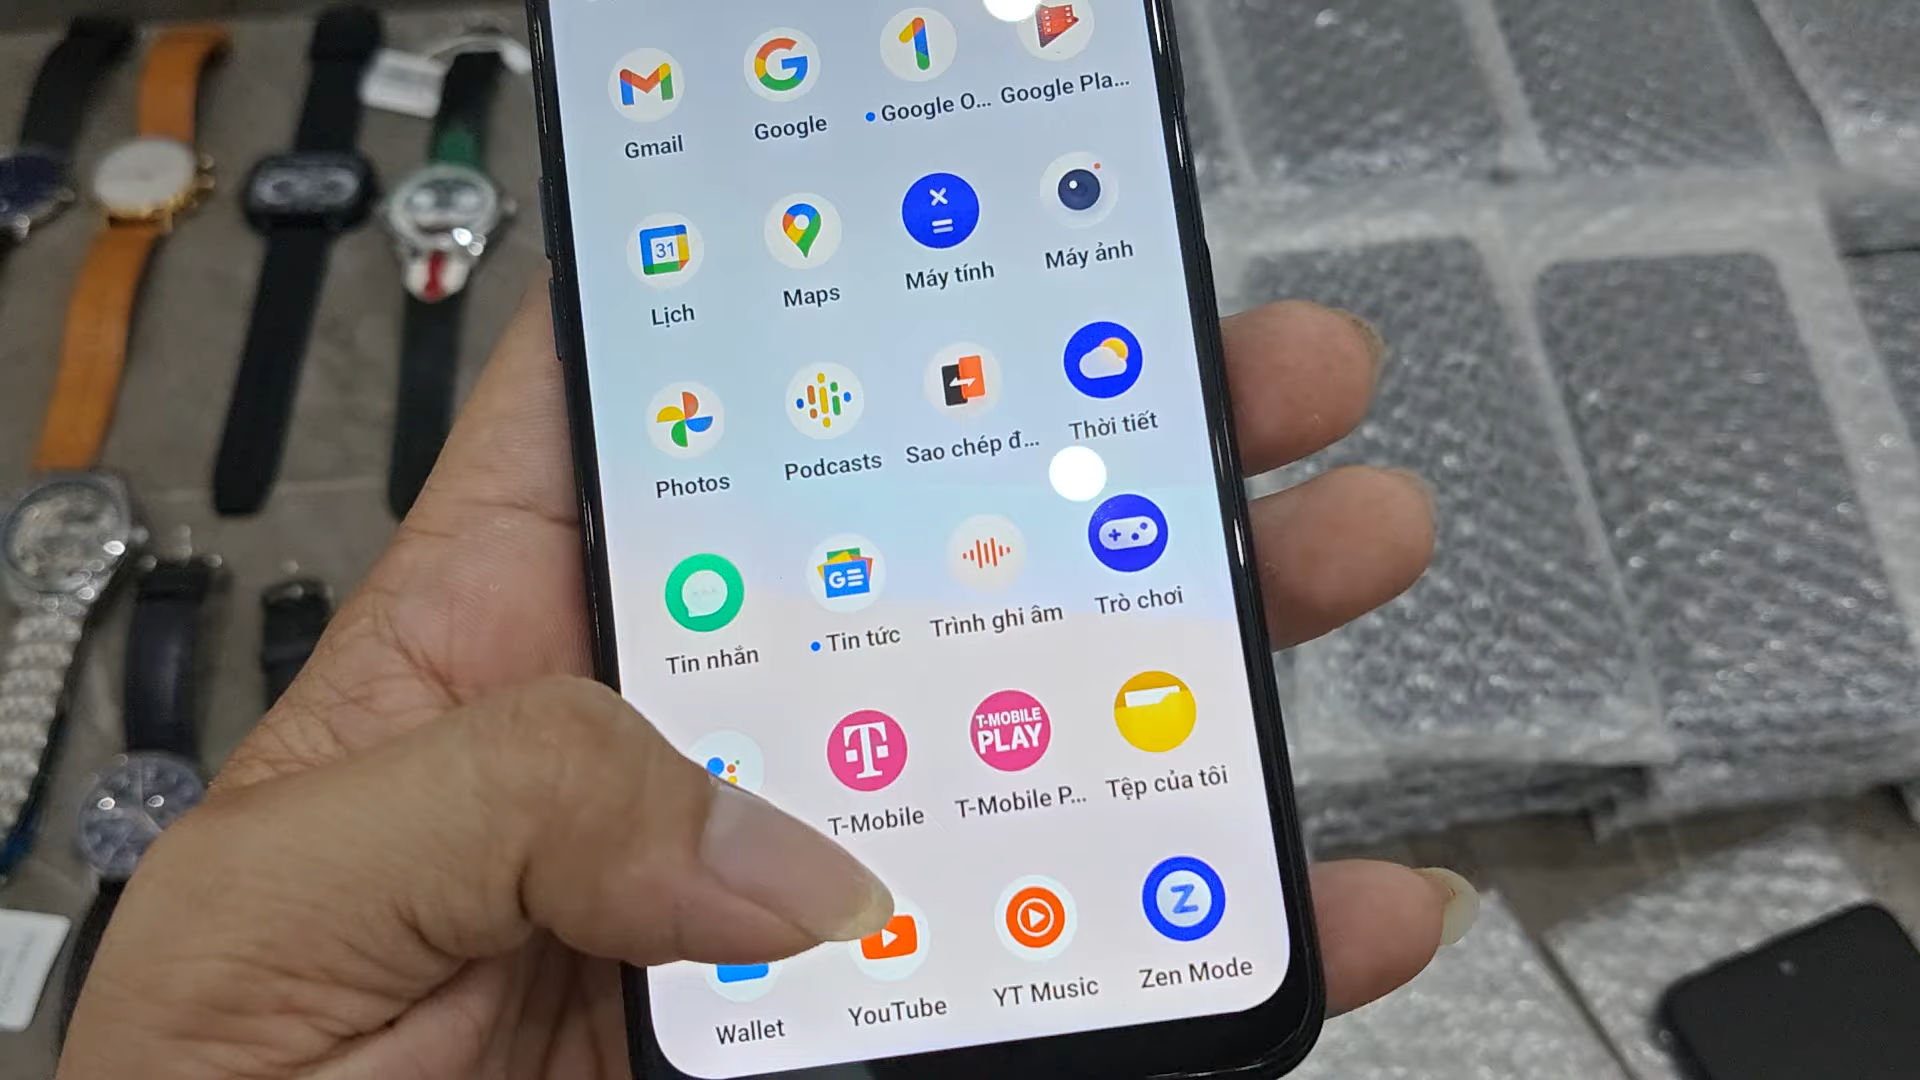 Gmail
Google
Google O...
Google Pla...
31
Lịch
Maps
Máy tính
Máy ảnh
Photos
Podcasts
Sao chép đ...
Thời tiết
Tin nhắn
GE
Tin tức
Trình ghi âm
Trò chơi
T
T-Mobile
T-MOBILE
PLAY
T-Mobile P...
Tệp của tôi
Wallet
YouTube
YT Music
Z
Zen Mode